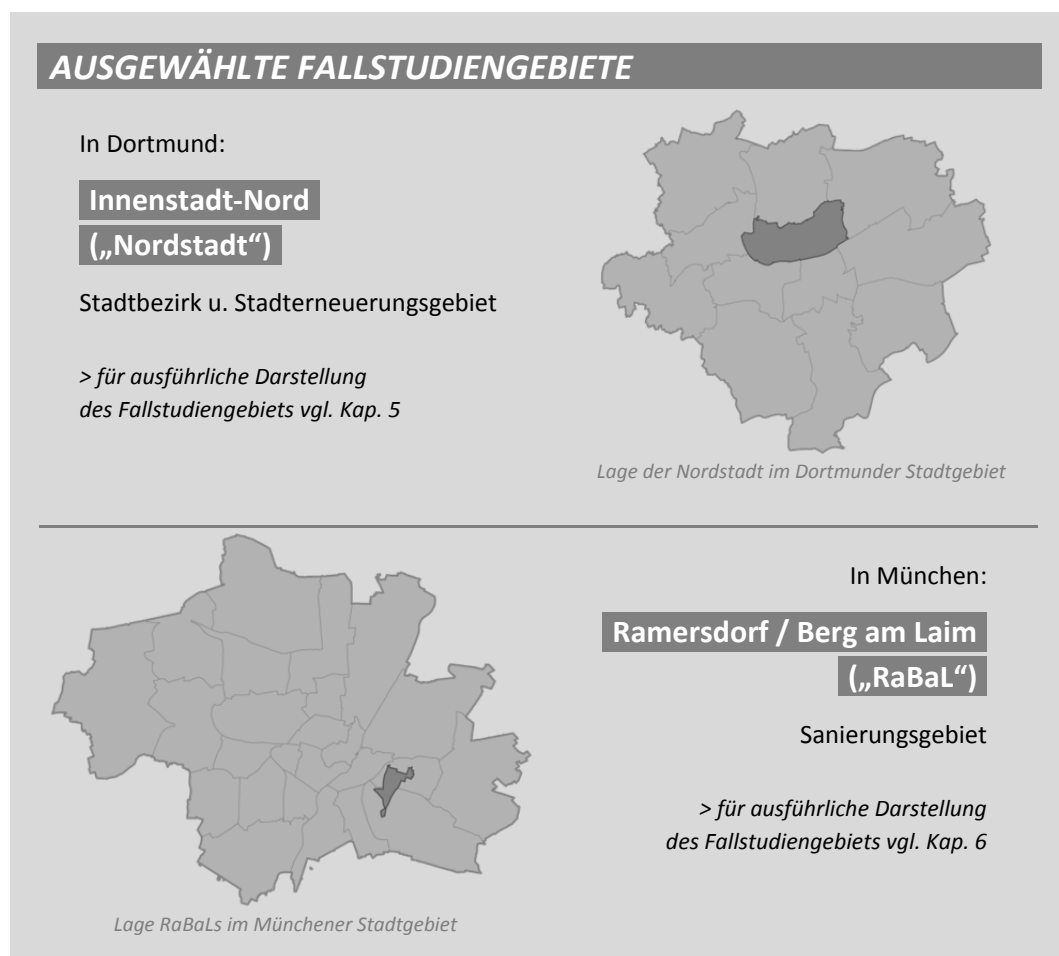 AUSGEWÄHLTE FALLSTUDIENGEBIETE
In Dortmund:
Innenstadt-Nord
(„Nordstadt“)
Stadtbezirk u. Stadterneuerungsgebiet
> für ausführliche Darstellung
des Fallstudiengebiets vgl. Kap. 5
Lage der Nordstadt im Dortmunder Stadtgebiet
In München:
Ramersdorf / Berg am Laim
(„RaBaL“)
Sanierungsgebiet
> für ausführliche Darstellung
des Fallstudiengebiets vgl. Kap. 6
Lage RaBaLs im Münchener Stadtgebiet